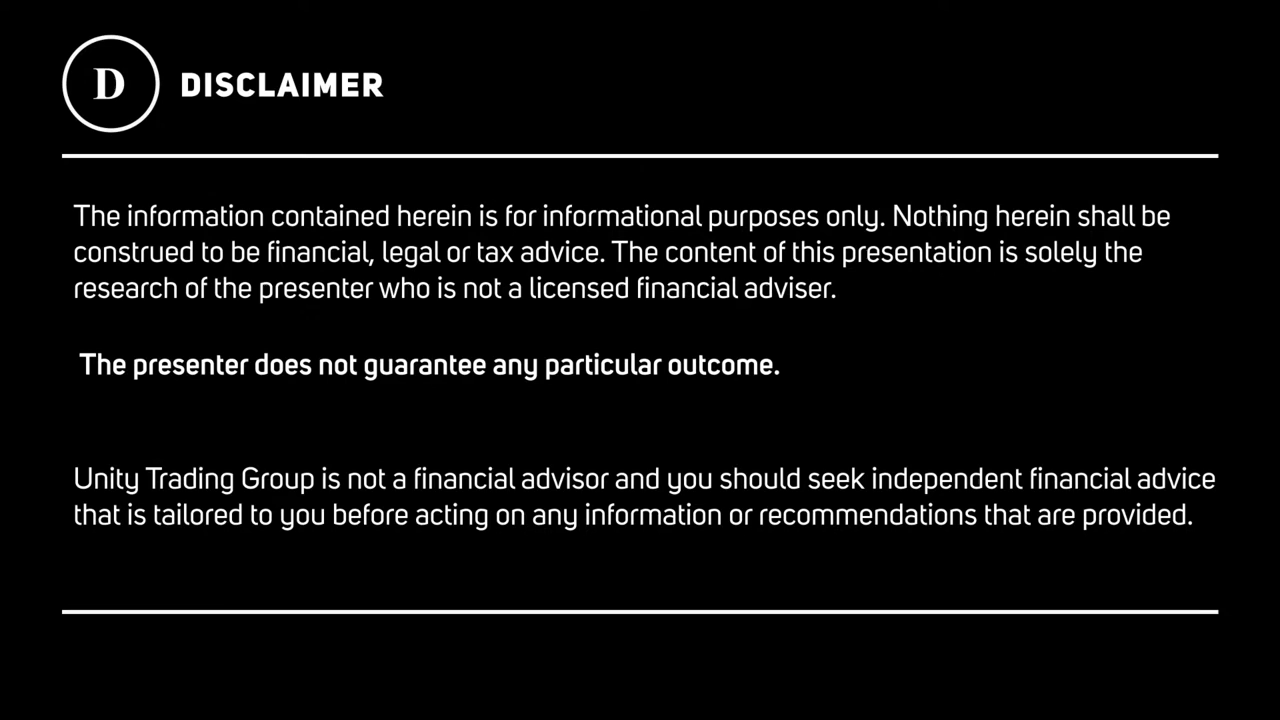 D DISCLAIMER
The information contained herein is for informational purposes only. Nothing herein shall be
construed to be financial, legal or tax advice. The content of this presentation is solely the
research of the presenter who is not a licensed financial adviser.
The presenter does not guarantee any particular outcome.
Unity Trading Group is not a financial advisor and you should seek independent financial advice
that is tailored to you before acting on any information or recommendations that are provided.